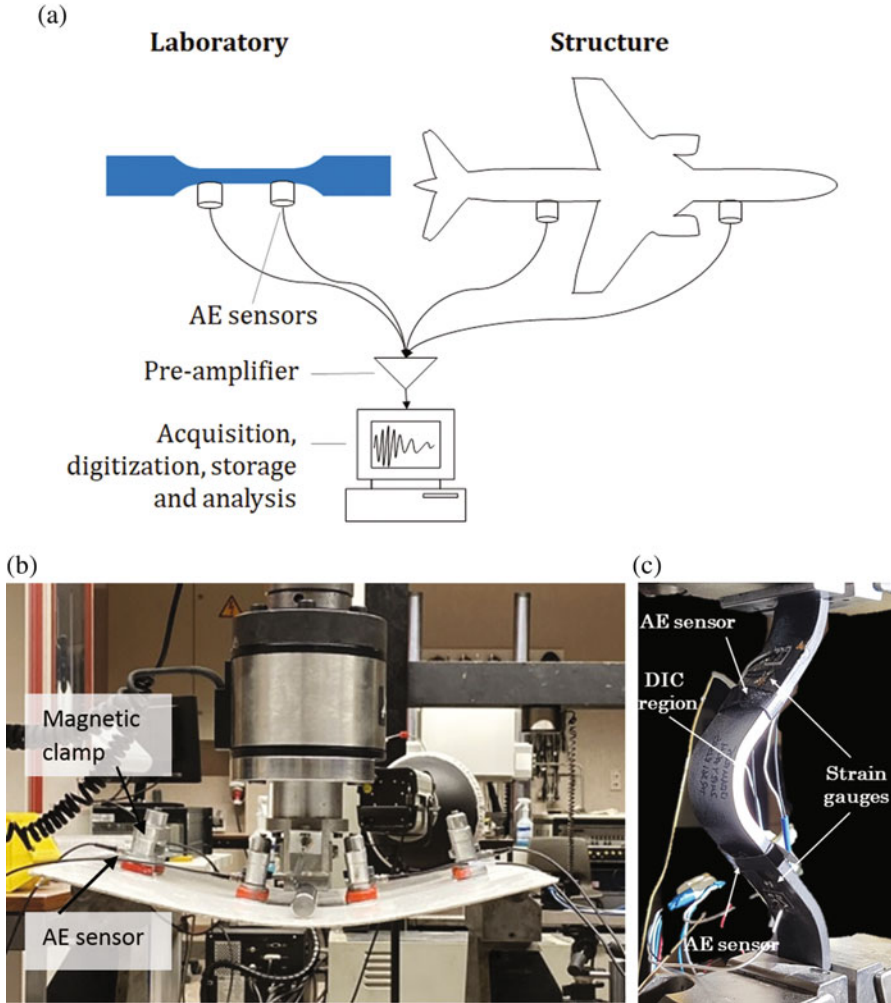 (a)
Laboratory
Structure
AE sensors
Pre-amplifier
Acquisition,
digitization, storage
and analysis
(b)
Magnetic
clamp
AE sensor
(c)
AE sensor
DIC
region
Strain
gauges
AE sensor